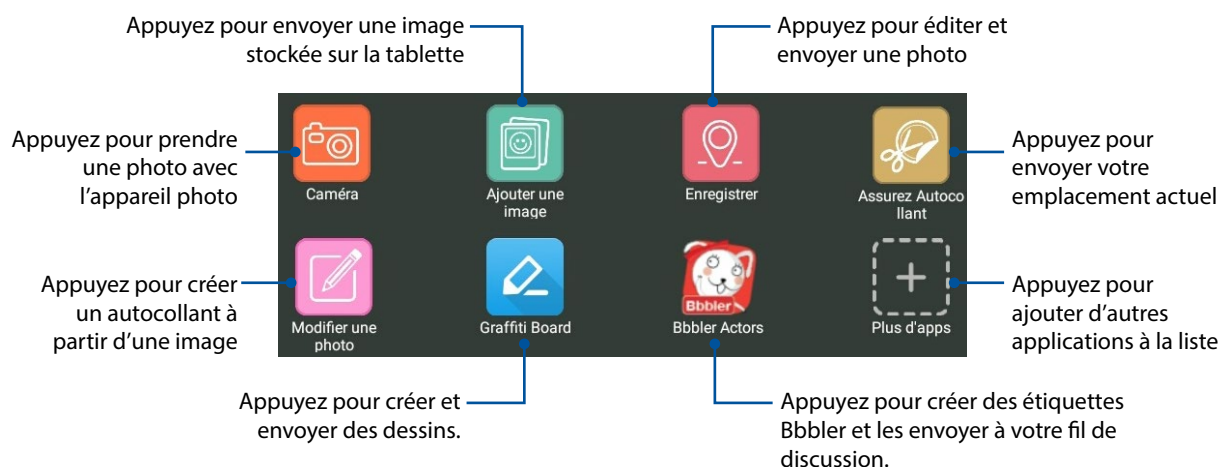 Appuyez pour envoyer une image
stockée sur la tablette
Appuyez pour éditer et
envoyer une photo
Appuyez pour prendre
une photo avec
l’appareil photo
Caméra
Ajouter une
image
Enregistrer
Assurez Autoco
llant
Appuyez pour
envoyer votre
emplacement actuel
Appuyez pour créer
un autocollant à
partir d’une image
Modifier une
photo
Graffiti Board
Bbbler
Bbbler Actors
Plus d'apps
Appuyez pour
ajouter d’autres
applications à la liste
Appuyez pour créer et
envoyer des dessins.
Appuyez pour créer des étiquettes
Bbbler et les envoyer à votre fil de
discussion.